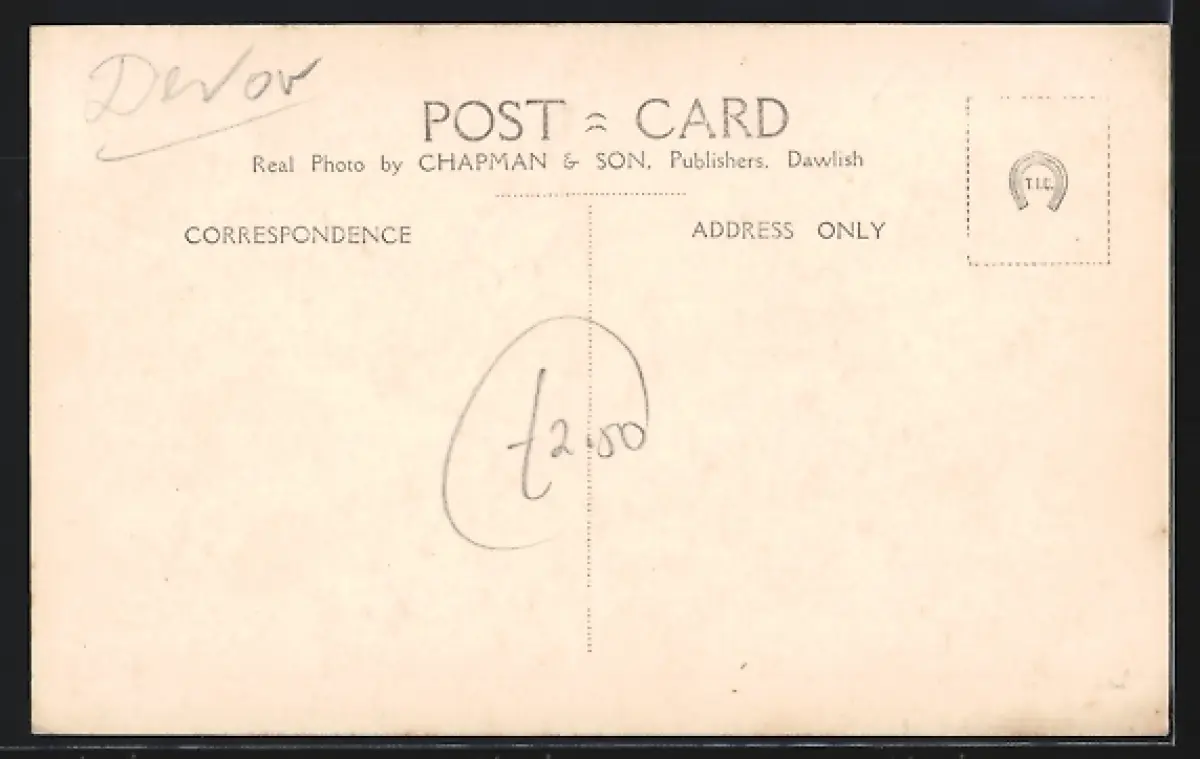 Devon
POST CARD
Real Photo by CHAPMAN & SON, Publishers, Dawlish
T.I.C.
CORRESPONDENCE
ADDRESS ONLY
£2.50